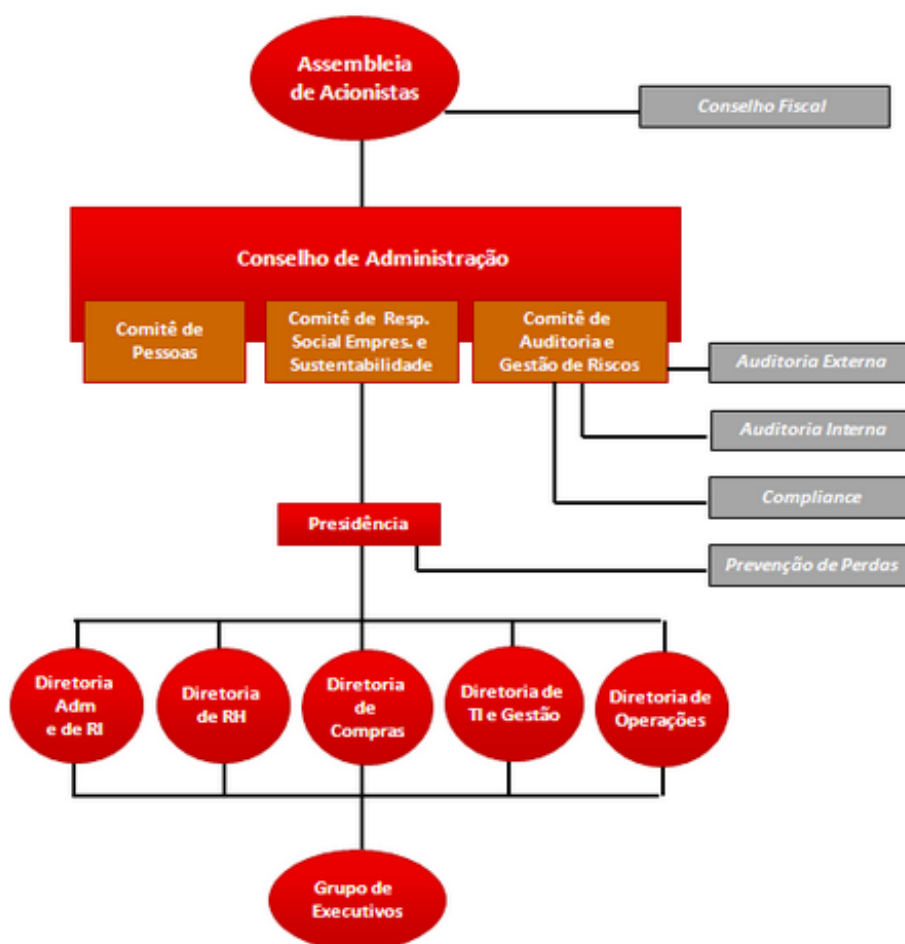 Assembleia
de Acionistas
Conselho Fiscal
Conselho de Administração
Comitê de
Pessoas
Comitê de Resp.
Social Empres. e
Sustentabilidade
Comitê de
Auditoria e
Gestão de Riscos
Auditoria Externa
Auditoria Interna
Compliance
Presidência
Prevenção de Perdas
Diretoria
Adm
e de RI
Diretoria
de RH
Diretoria
de
Compras
Diretoria de
TI e Gestão
Diretoria de
Operações
Grupo de
Executivos